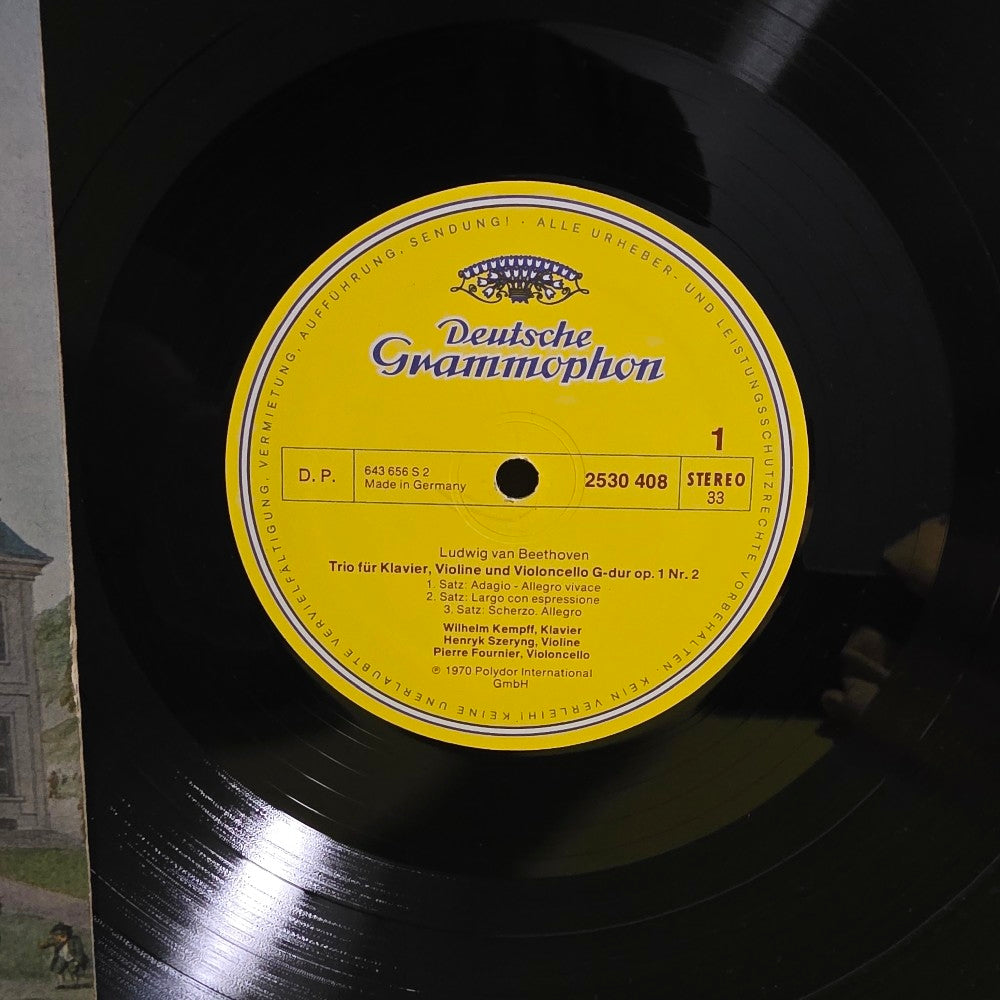 ALLE URHEBER- UND LEISTUNGSSCHUTZRECHTE VORBEHALTEN! KEIN VERLEIH! KEINE UNERLAUBTE VERVIELFÄLTIGUNG, VERMIETUNG, AUFFÜHRUNG, SENDUNG! ·
Deutsche
Grammophon
1
D. P.
643 656 S 2
Made in Germany
2530 408
STEREO
33
Ludwig van Beethoven
Trio für Klavier, Violine und Violoncello G-dur op. 1 Nr. 2
1. Satz: Adagio - Allegro vivace
2. Satz: Largo con espressione
3. Satz: Scherzo. Allegro
Wilhelm Kempff, Klavier
Henryk Szeryng, Violine
Pierre Fournier, Violoncello
℗ 1970 Polydor International
GmbH